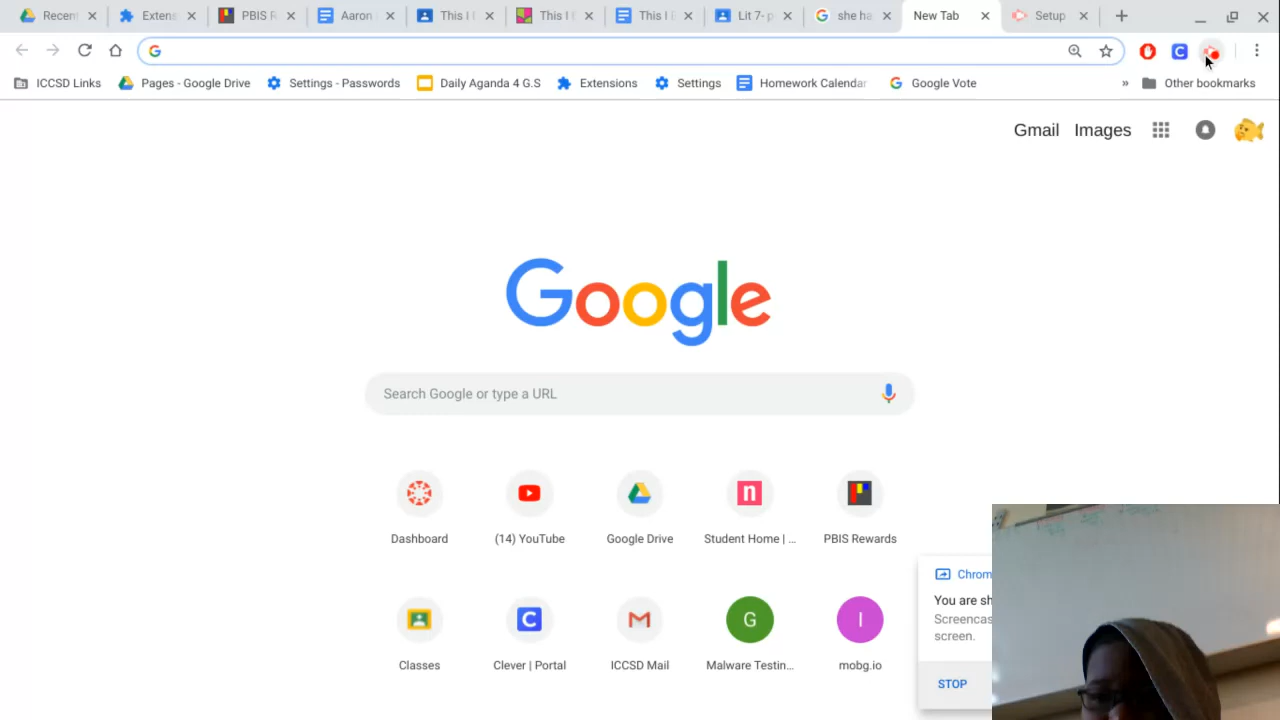 Recen
Extens
PBIS R
Aaron
This I
This I
This I
Lit 7- p
she ha
New Tab
Setup
ICCSD Links
Pages - Google Drive
Settings - Passwords
Daily Aganda 4 G.S
Extensions
Settings
Homework Calendar
Google Vote
»
Other bookmarks
Gmail
Images
Google
Search Google or type a URL
Dashboard
(14) YouTube
Google Drive
Student Home | ...
PBIS Rewards
Classes
Clever | Portal
ICCSD Mail
G
Malware Testin...
I
mobg.io
Chrom
You are sh
Screencas
screen.
STOP